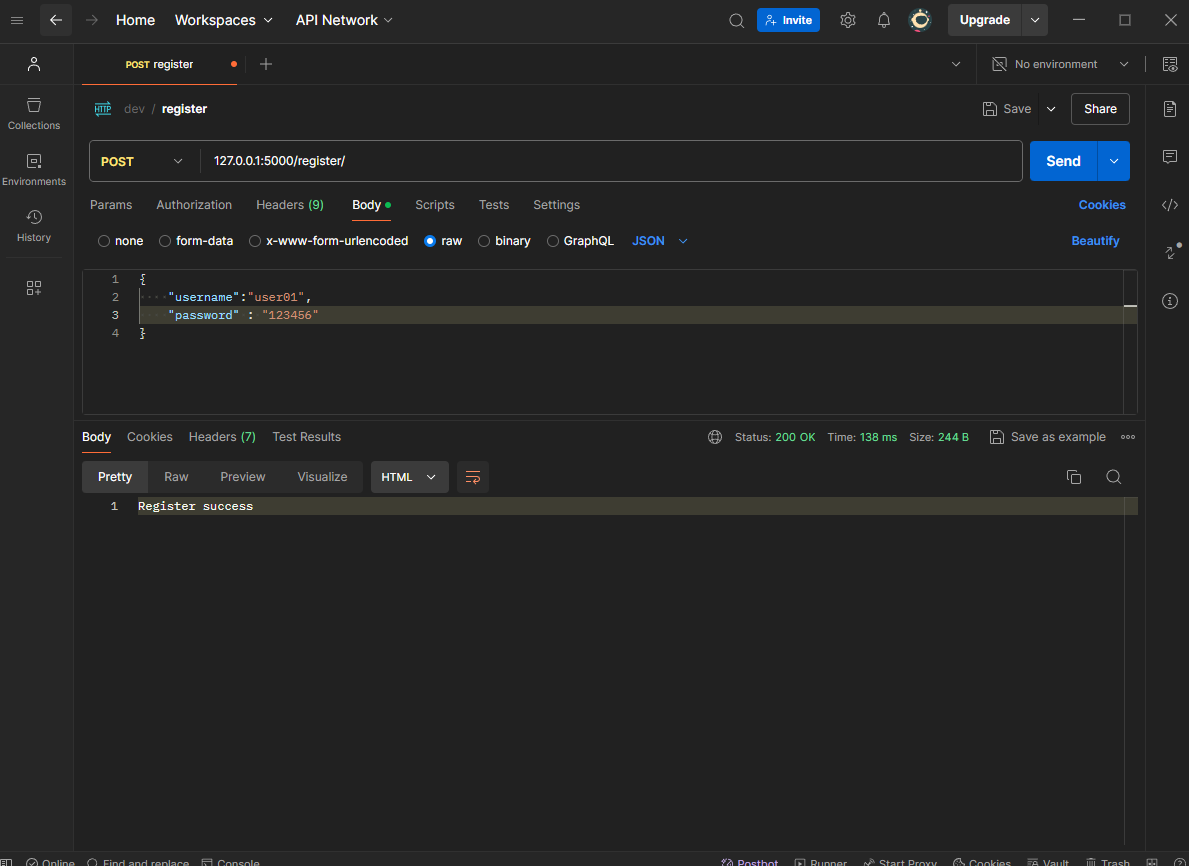 Home Workspaces API Network Invite Upgrade
POST register No environment
HTTP dev / register Save Share
Collections
POST 127.0.0.1:5000/register/ Send
Environments
Params Authorization Headers (9) Body Scripts Tests Settings Cookies
History
none form-data x-www-form-urlencoded raw binary GraphQL JSON Beautify
1 {
2 ····"username":"user01",
3 ····"password"·:·"123456"
4 }
Body Cookies Headers (7) Test Results Status: 200 OK Time: 138 ms Size: 244 B Save as example
Pretty Raw Preview Visualize HTML
1 Register success
Online Find and replace Console Postbot Runner Start Proxy Cookies Vault Trash